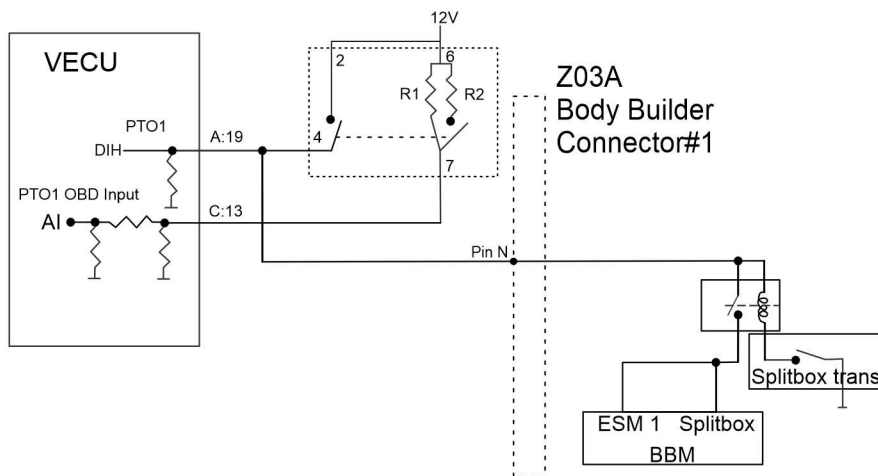 12V
VECU
2
6
R1
R2
Z03A
Body Builder
Connector#1
PTO1
A:19
4
DIH
7
PTO1 OBD Input
AI
C:13
Pin N
Splitbox trans
ESM 1
Splitbox
BBM